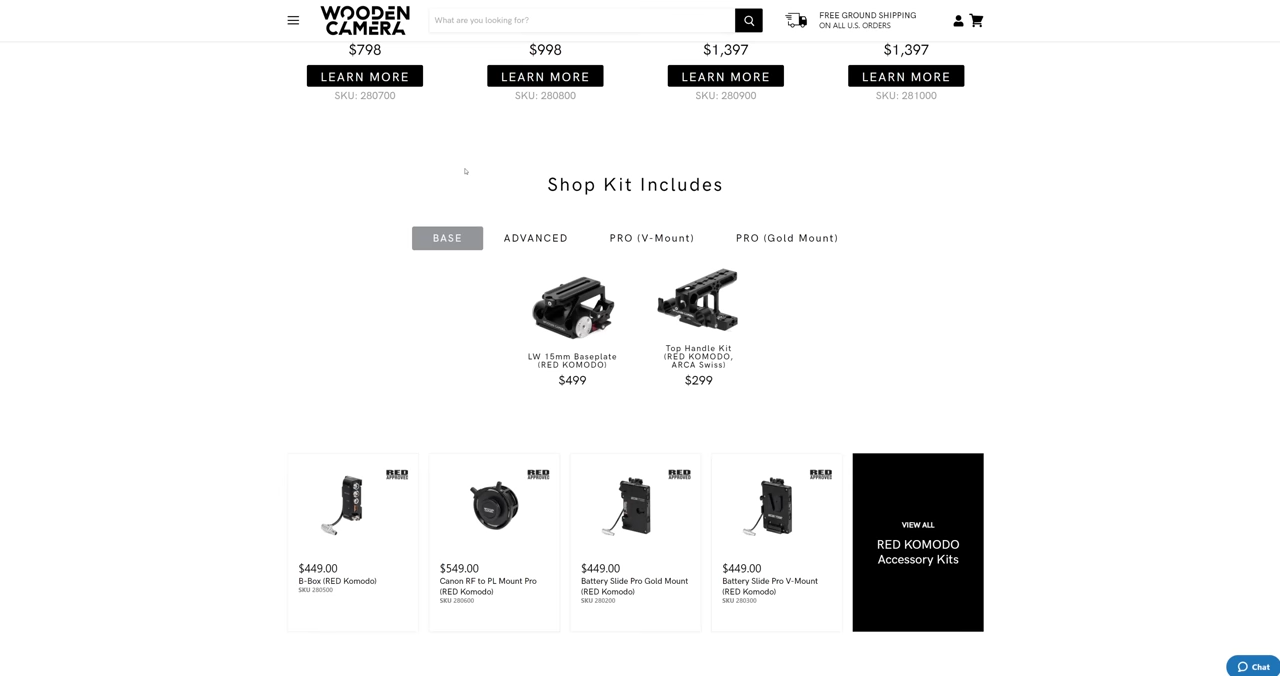 WOODEN
CAMERA
What are you looking for?
FREE GROUND SHIPPING
ON ALL U.S. ORDERS
$798
$998
$1,397
$1,397
LEARN MORE
LEARN MORE
LEARN MORE
LEARN MORE
SKU: 280700
SKU: 280800
SKU: 280900
SKU: 281000
Shop Kit Includes
BASE
ADVANCED
PRO (V-Mount)
PRO (Gold Mount)
LW 15mm Baseplate
(RED KOMODO)
$499
Top Handle Kit
(RED KOMODO,
ARCA Swiss)
$299
RED
APPROVED
$449.00
B-Box (RED Komodo)
SKU 280500
RED
APPROVED
$549.00
Canon RF to PL Mount Pro
(RED Komodo)
SKU 280600
RED
APPROVED
$449.00
Battery Slide Pro Gold Mount
(RED Komodo)
SKU 280200
RED
APPROVED
$449.00
Battery Slide Pro V-Mount
(RED Komodo)
SKU 280300
VIEW ALL
RED KOMODO
Accessory Kits
Chat